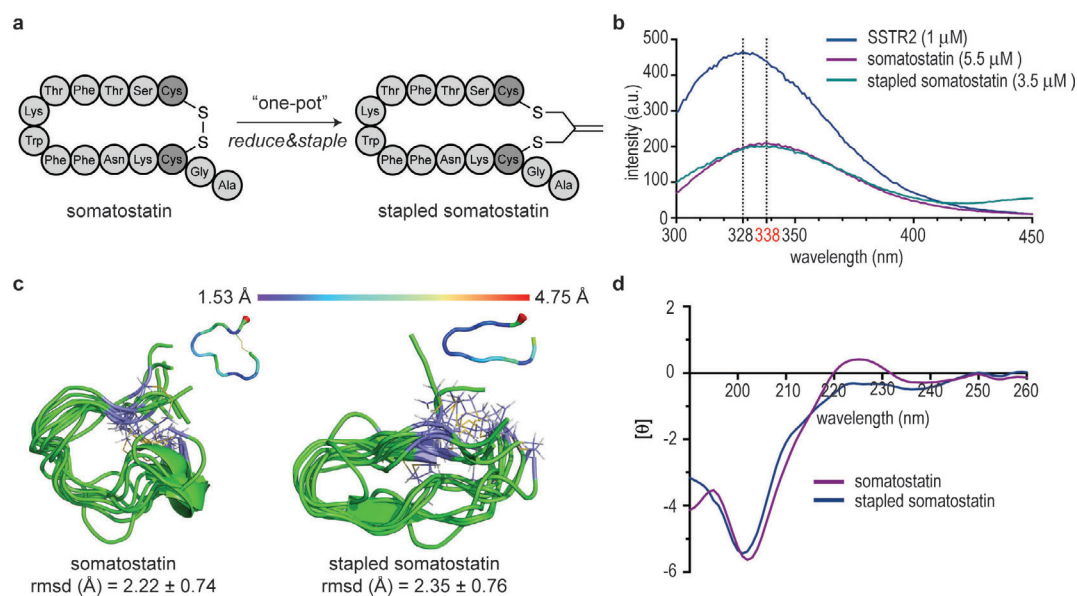 a
Thr Phe Thr Ser Cys
Lys
S
S
Trp
Phe Phe Asn Lys Cys
Gly
Ala
somatostatin
"one-pot"
reduce&staple
Thr Phe Thr Ser Cys
Lys
S
S
Trp
Phe Phe Asn Lys Cys
Gly
Ala
stapled somatostatin
b
SSTR2 (1 μM)
somatostatin (5.5 μM )
stapled somatostatin (3.5 μM )
intensity (a.u.)
500
400
300
200
100
0
300 328 338 350 400 450
wavelength (nm)
c
1.53 Å 4.75 Å
somatostatin
rmsd (Å) = 2.22 ± 0.74
stapled somatostatin
rmsd (Å) = 2.35 ± 0.76
d
[θ]
2
0
-2
-4
-6
200 210 220 230 240 250 260
wavelength (nm)
somatostatin
stapled somatostatin